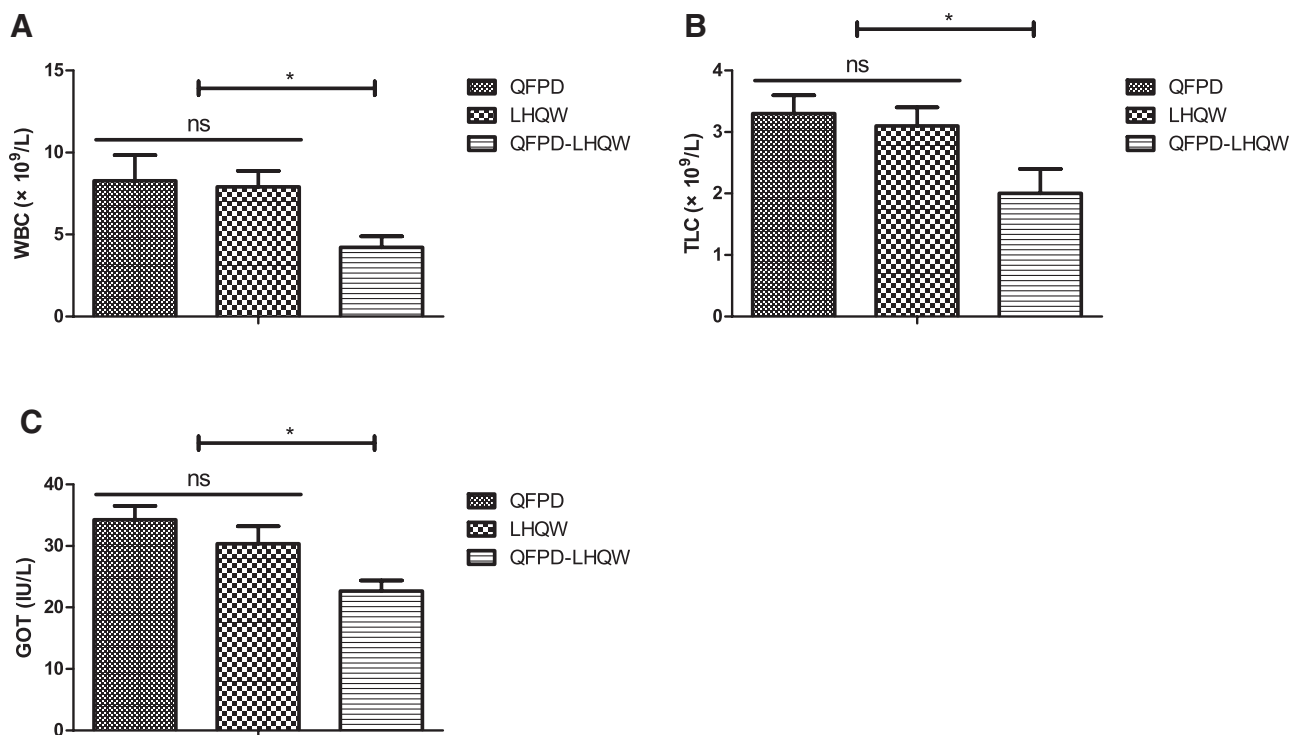 A
*
ns
WBC (× 10⁹/L)
15
10
5
0
QFPD
LHQW
QFPD-LHQW
B
*
ns
TLC (× 10⁹/L)
4
3
2
1
0
QFPD
LHQW
QFPD-LHQW
C
*
ns
GOT (IU/L)
40
30
20
10
0
QFPD
LHQW
QFPD-LHQW